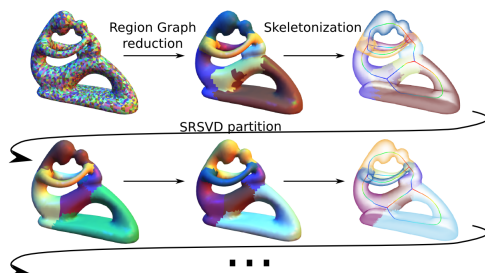 Region Graph
reduction
Skeletonization
SRSVD partition
...